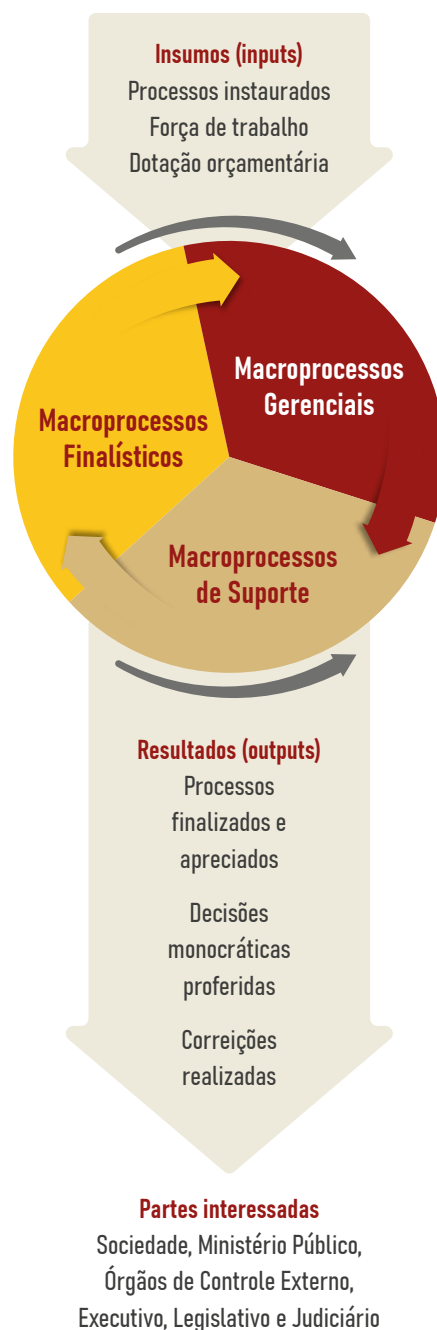 Insumos (inputs)
Processos instaurados
Força de trabalho
Dotação orçamentária
Macroprocessos
Gerenciais
Macroprocessos
Finalísticos
Macroprocessos
de Suporte
Resultados (outputs)
Processos
finalizados e
apreciados
Decisões
monocráticas
proferidas
Correições
realizadas
Partes interessadas
Sociedade, Ministério Público,
Órgãos de Controle Externo,
Executivo, Legislativo e Judiciário